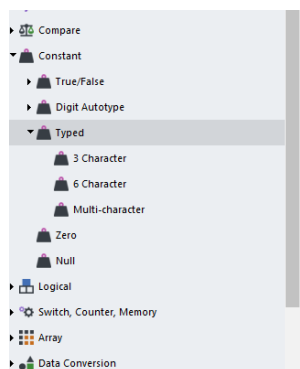 Compare
Constant
True/False
Digit Autotype
Typed
3 Character
6 Character
Multi-character
Zero
Null
Logical
Switch, Counter, Memory
Array
Data Conversion